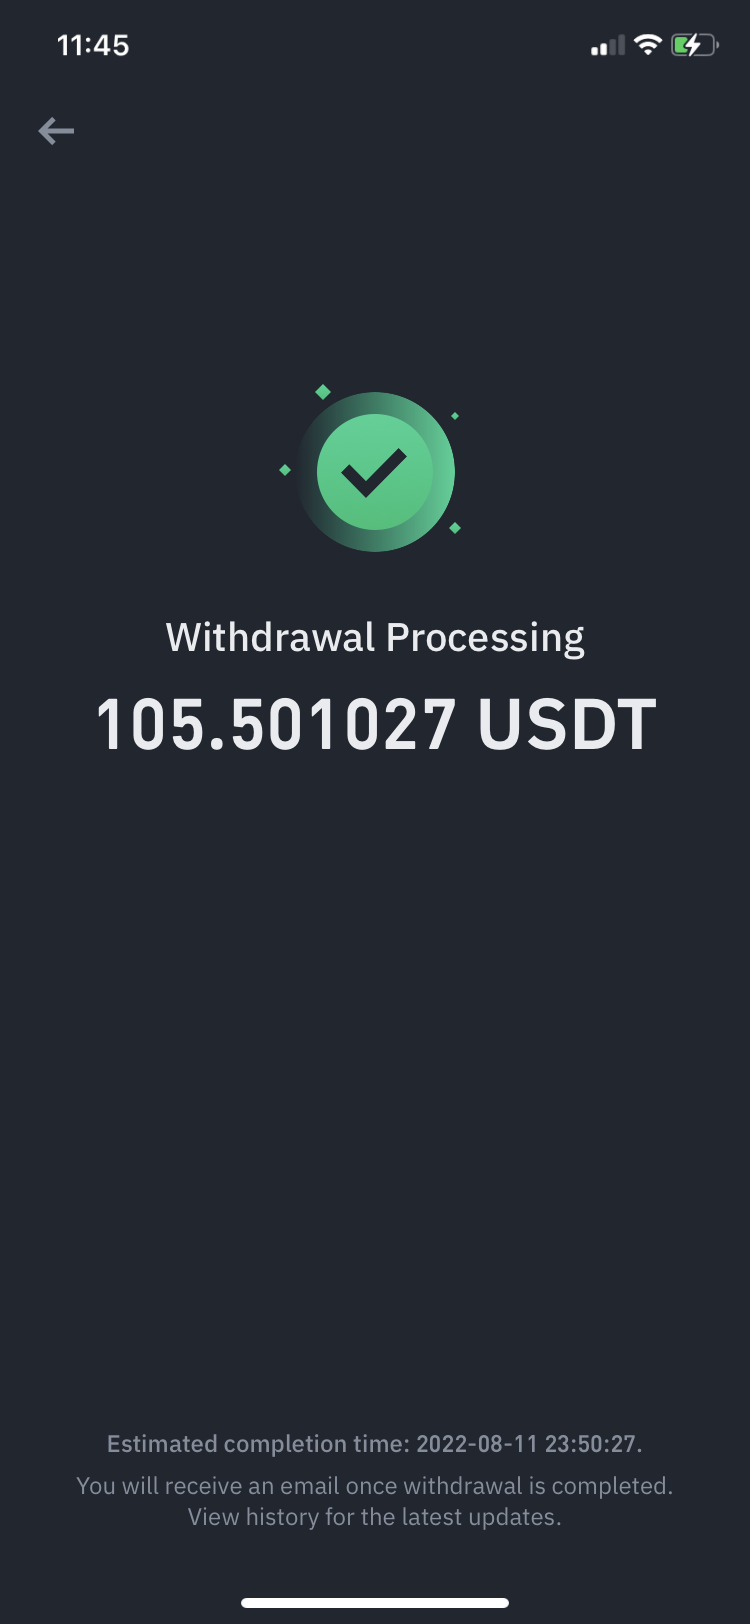 11:45
Withdrawal Processing
105.501027 USDT
Estimated completion time: 2022-08-11 23:50:27.
You will receive an email once withdrawal is completed.
View history for the latest updates.